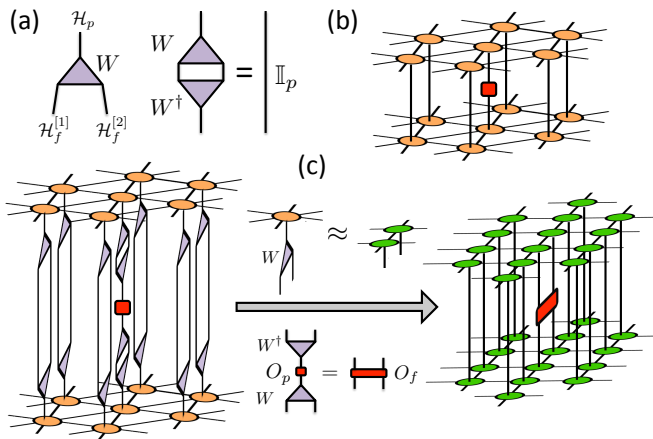 (a)
𝓗_p
W
𝓗_f^{[1]}
𝓗_f^{[2]}
W
W†
=
𝕀_p
(b)
(c)
W
≈
W†
O_p
=
O_f
W